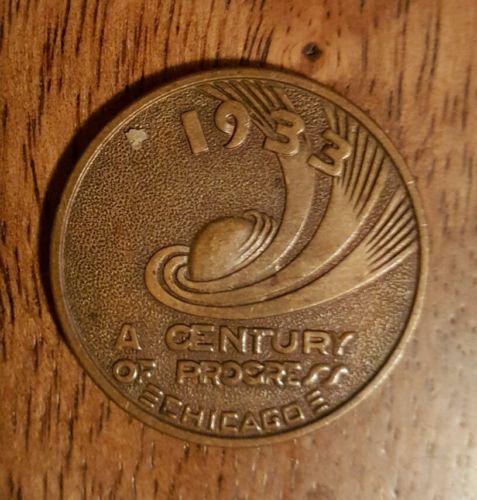 1933
A CENTURY
OF PROGRESS
CHICAGO